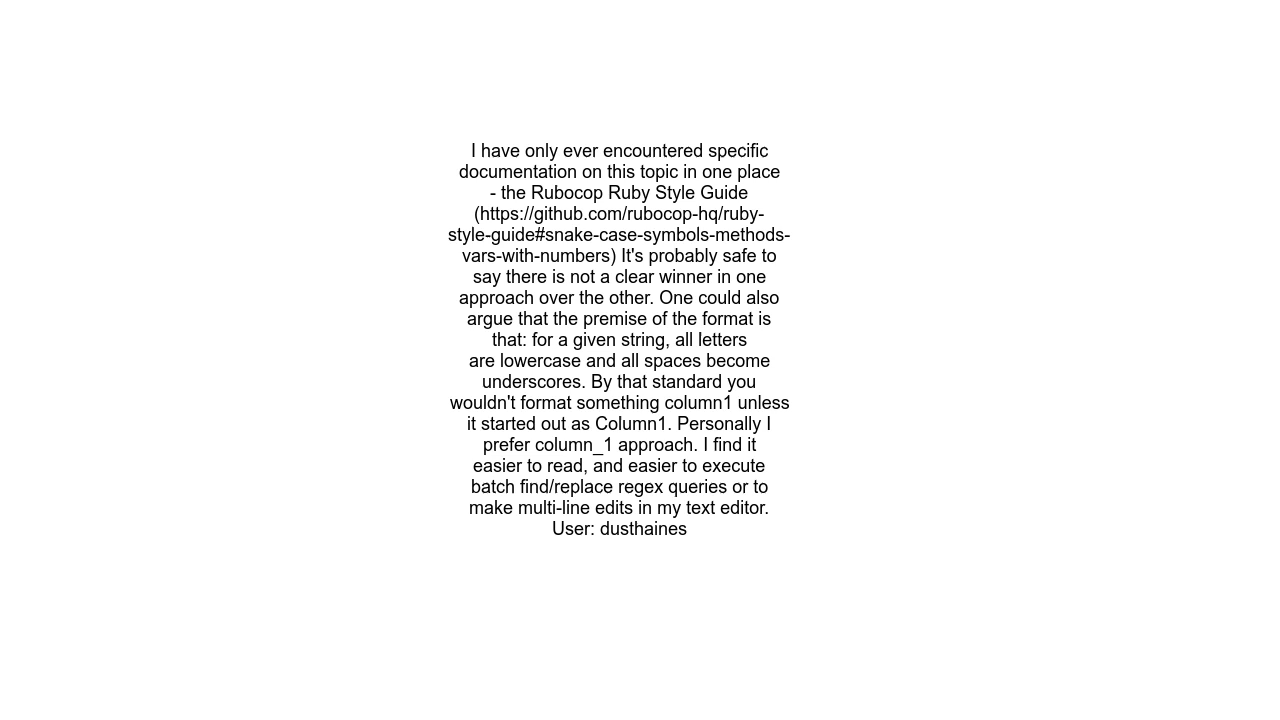 I have only ever encountered specific
documentation on this topic in one place
- the Rubocop Ruby Style Guide
(https://github.com/rubocop-hq/ruby-
style-guide#snake-case-symbols-methods-
vars-with-numbers) It's probably safe to
say there is not a clear winner in one
approach over the other. One could also
argue that the premise of the format is
that: for a given string, all letters
are lowercase and all spaces become
underscores. By that standard you
wouldn't format something column1 unless
it started out as Column1. Personally I
prefer column_1 approach. I find it
easier to read, and easier to execute
batch find/replace regex queries or to
make multi-line edits in my text editor.
User: dusthaines